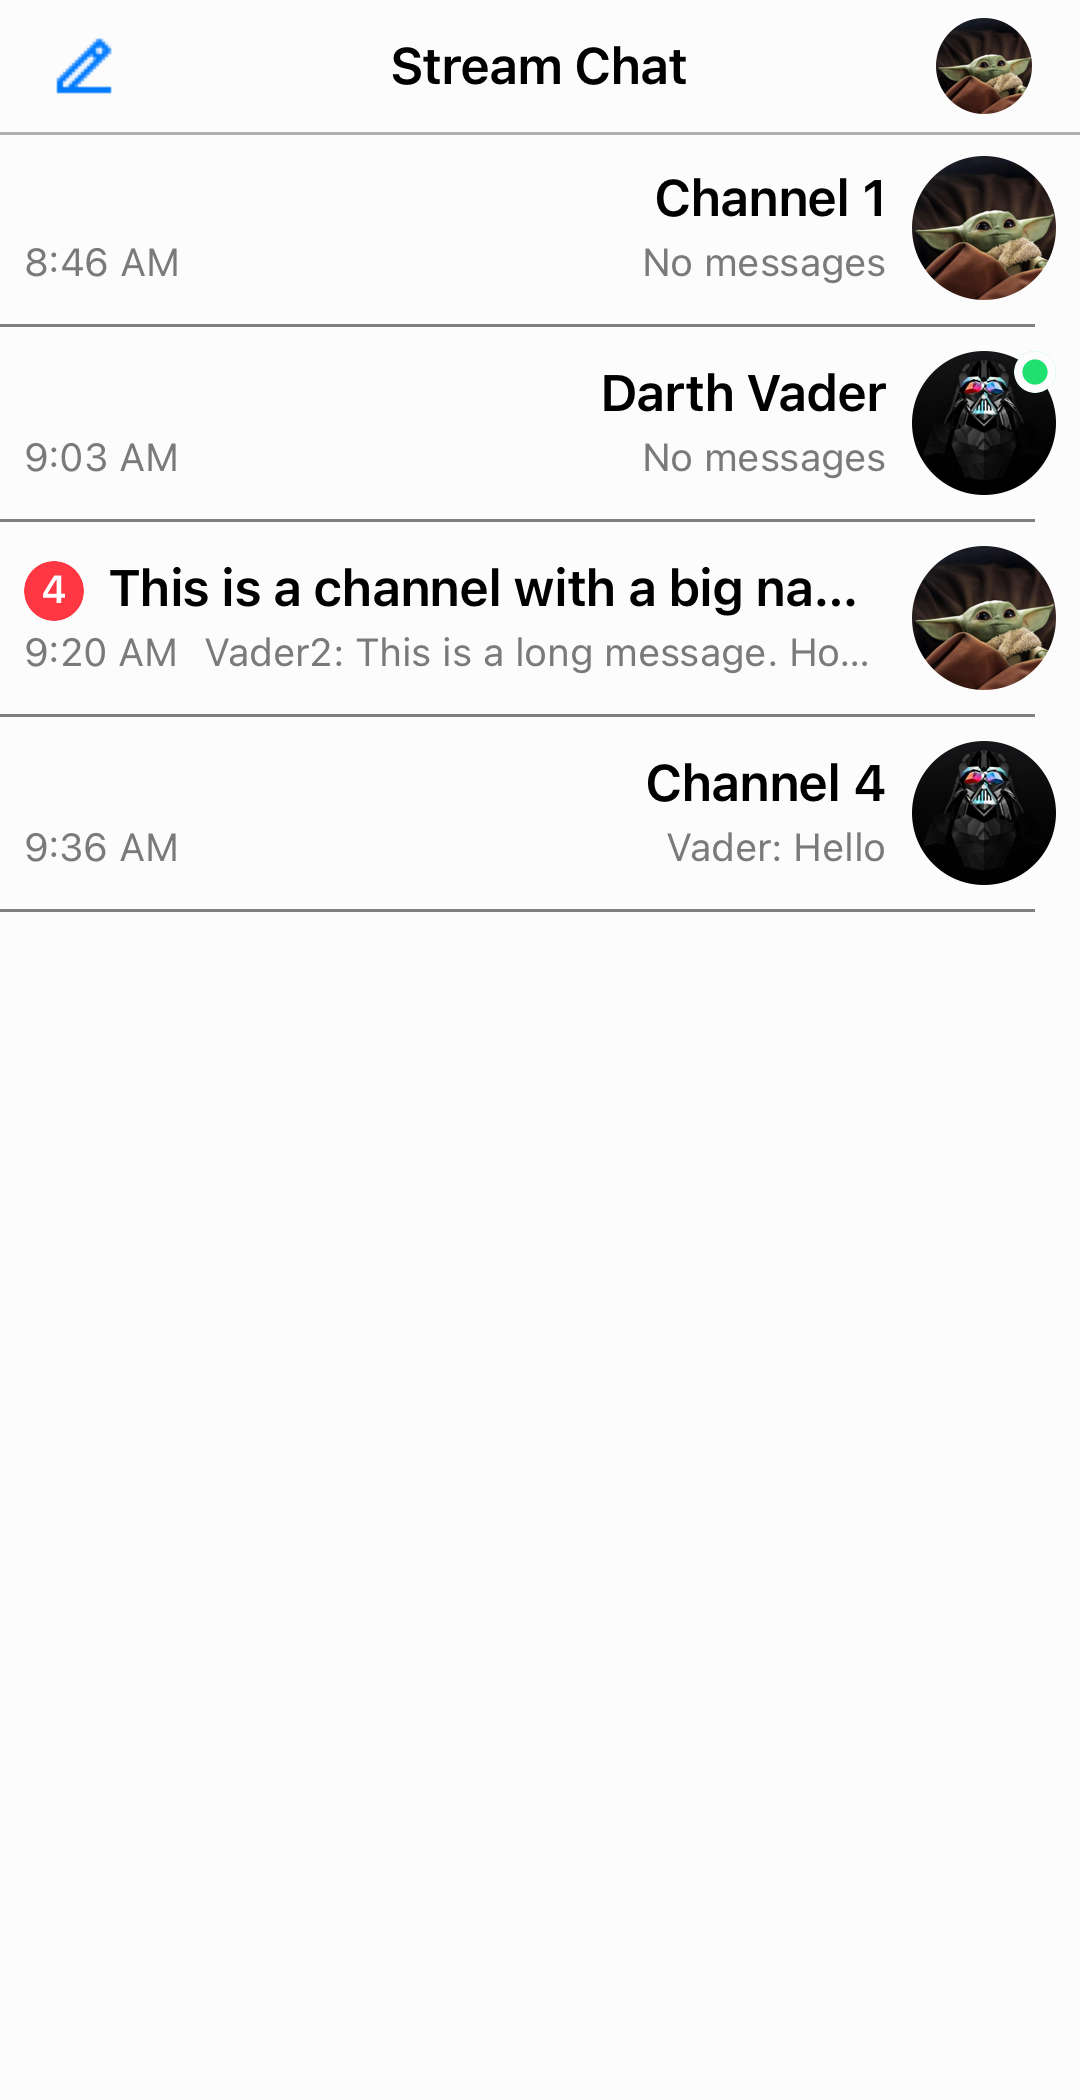 Stream Chat
Channel 1
8:46 AM No messages
Darth Vader
9:03 AM No messages
4 This is a channel with a big na...
9:20 AM Vader2: This is a long message. Ho...
Channel 4
9:36 AM Vader: Hello